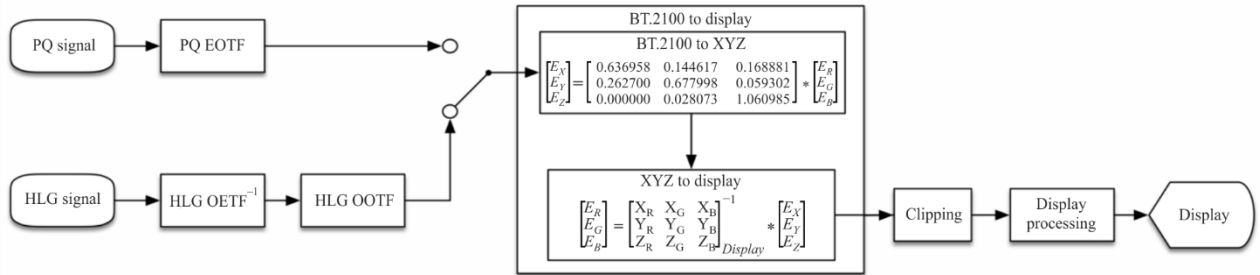 BT.2100 to display
PQ signal
PQ EOTF
BT.2100 to XYZ
[E_X E_Y E_Z] = [0.636958 0.144617 0.168881
0.262700 0.677998 0.059302
0.000000 0.028073 1.060985] * [E_R E_G E_B]
HLG signal
HLG OETF⁻¹
HLG OOTF
XYZ to display
[E_R E_G E_B] = [X_R X_G X_B
Y_R Y_G Y_B
Z_R Z_G Z_B]⁻¹ Display * [E_X E_Y E_Z]
Clipping
Display
processing
Display